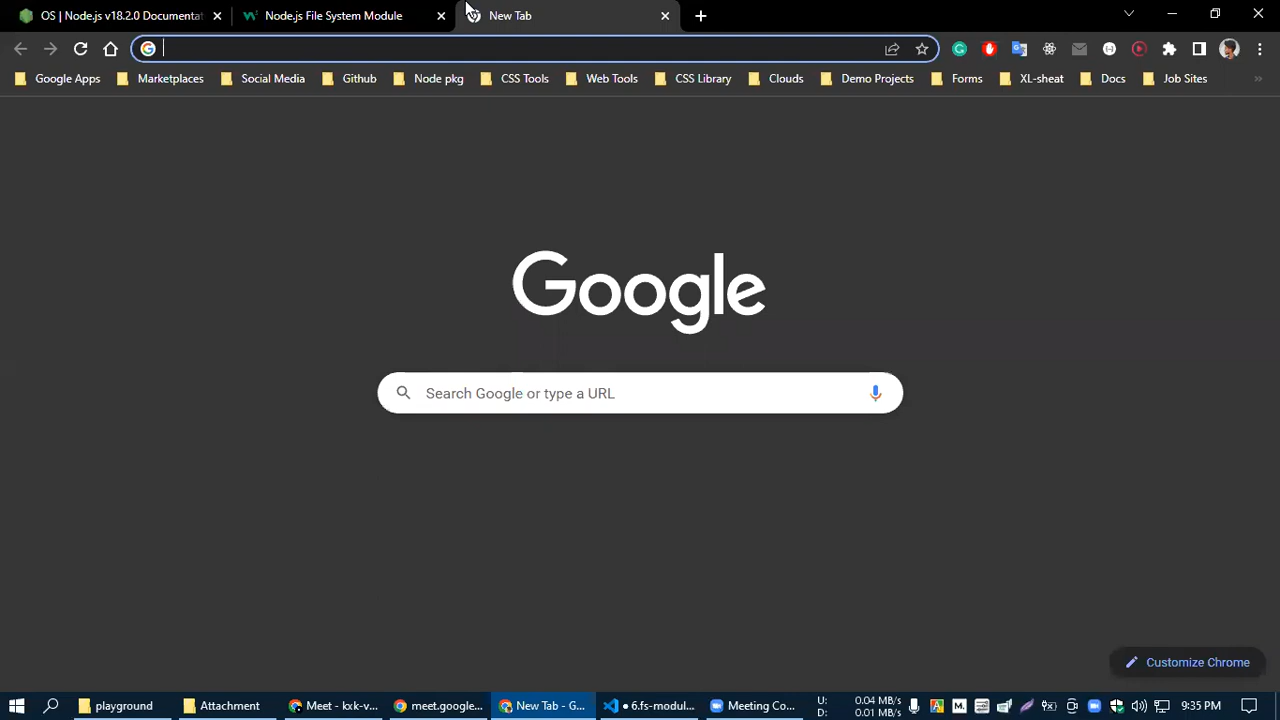 OS | Node.js v18.2.0 Documentat
Node.js File System Module
New Tab
Google Apps
Marketplaces
Social Media
Github
Node pkg
CSS Tools
Web Tools
CSS Library
Clouds
Demo Projects
Forms
XL-sheat
Docs
Job Sites
»
Google
Search Google or type a URL
Customize Chrome
playground
Attachment
Meet - kxk-v...
meet.google...
New Tab - G...
● 6.fs-modul...
Meeting Co...
U: 0.04 MB/s
D: 0.01 MB/s
9:35 PM